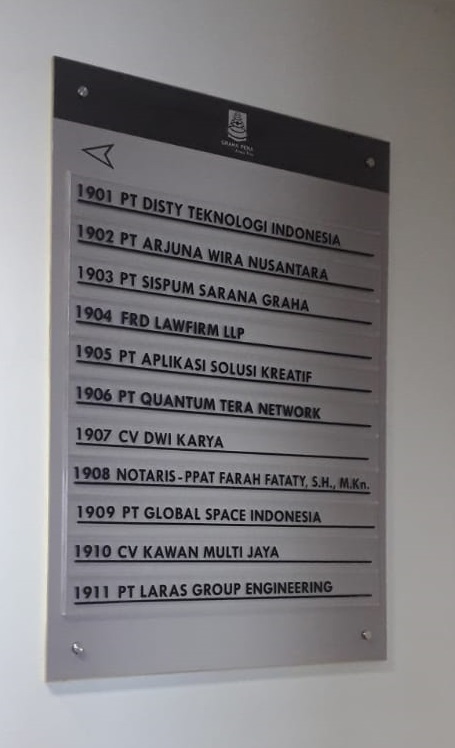 GRAHA PENA
1901 PT DISTY TEKNOLOGI INDONESIA
1902 PT ARJUNA WIRA NUSANTARA
1903 PT SISPUM SARANA GRAHA
1904 FRD LAWFIRM LLP
1905 PT APLIKASI SOLUSI KREATIF
1906 PT QUANTUM TERA NETWORK
1907 CV DWI KARYA
1908 NOTARIS-PPAT FARAH FATATY, S.H., M.Kn.
1909 PT GLOBAL SPACE INDONESIA
1910 CV KAWAN MULTI JAYA
1911 PT LARAS GROUP ENGINEERING